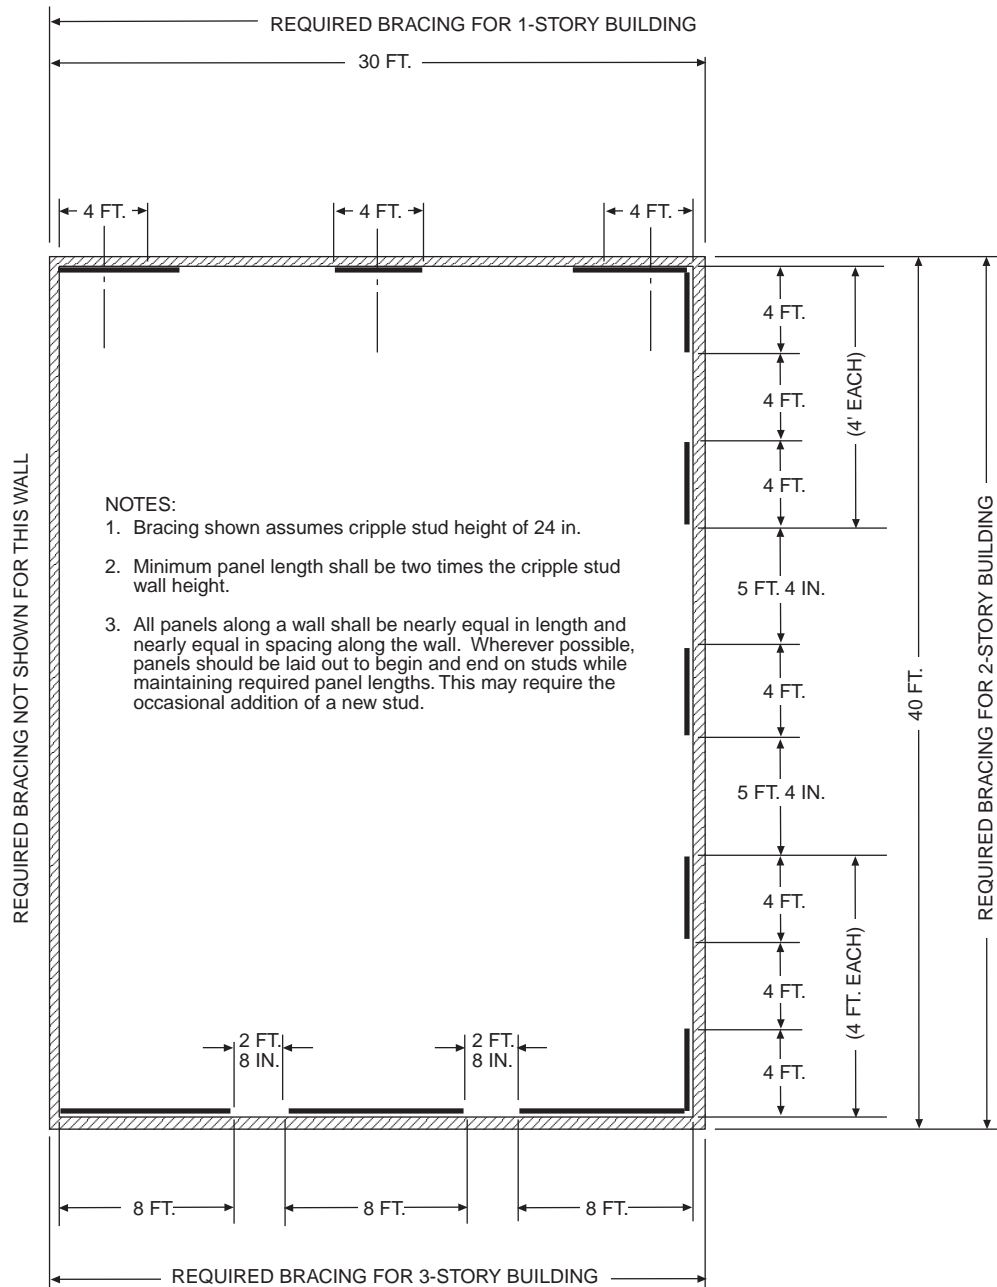 REQUIRED BRACING FOR 1-STORY BUILDING
30 FT.
4 FT.
4 FT.
4 FT.
4 FT.
4 FT.
4 FT.
(4' EACH)
5 FT. 4 IN.
4 FT.
5 FT. 4 IN.
4 FT.
4 FT.
4 FT.
(4 FT. EACH)
40 FT.
REQUIRED BRACING FOR 2-STORY BUILDING
REQUIRED BRACING NOT SHOWN FOR THIS WALL
NOTES:
1. Bracing shown assumes cripple stud height of 24 in.
2. Minimum panel length shall be two times the cripple stud
wall height.
3. All panels along a wall shall be nearly equal in length and
nearly equal in spacing along the wall. Wherever possible,
panels should be laid out to begin and end on studs while
maintaining required panel lengths. This may require the
occasional addition of a new stud.
2 FT.
8 IN.
2 FT.
8 IN.
8 FT.
8 FT.
8 FT.
REQUIRED BRACING FOR 3-STORY BUILDING